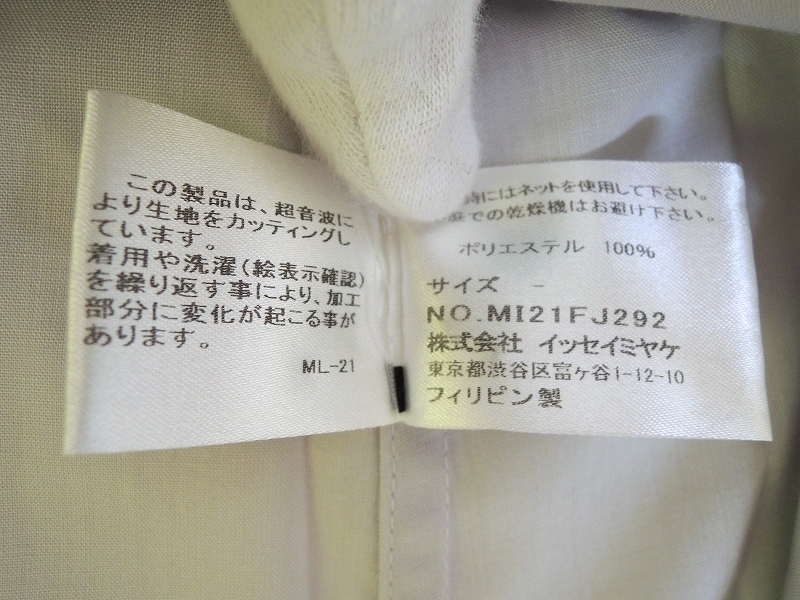 この製品は、超音波に
より生地をカッティングし
ています。
着用や洗濯(絵表示確認)
を繰り返す事により、加工
部分に変化が起こる事が
あります。
ML-21
時にはネットを使用して下さい。
での乾燥機はお避け下さい。
ポリエステル 100%
サイズ -
NO.MI21FJ292
株式会社 イッセイミヤケ
東京都渋谷区富ヶ谷1-12-10
フィリピン製